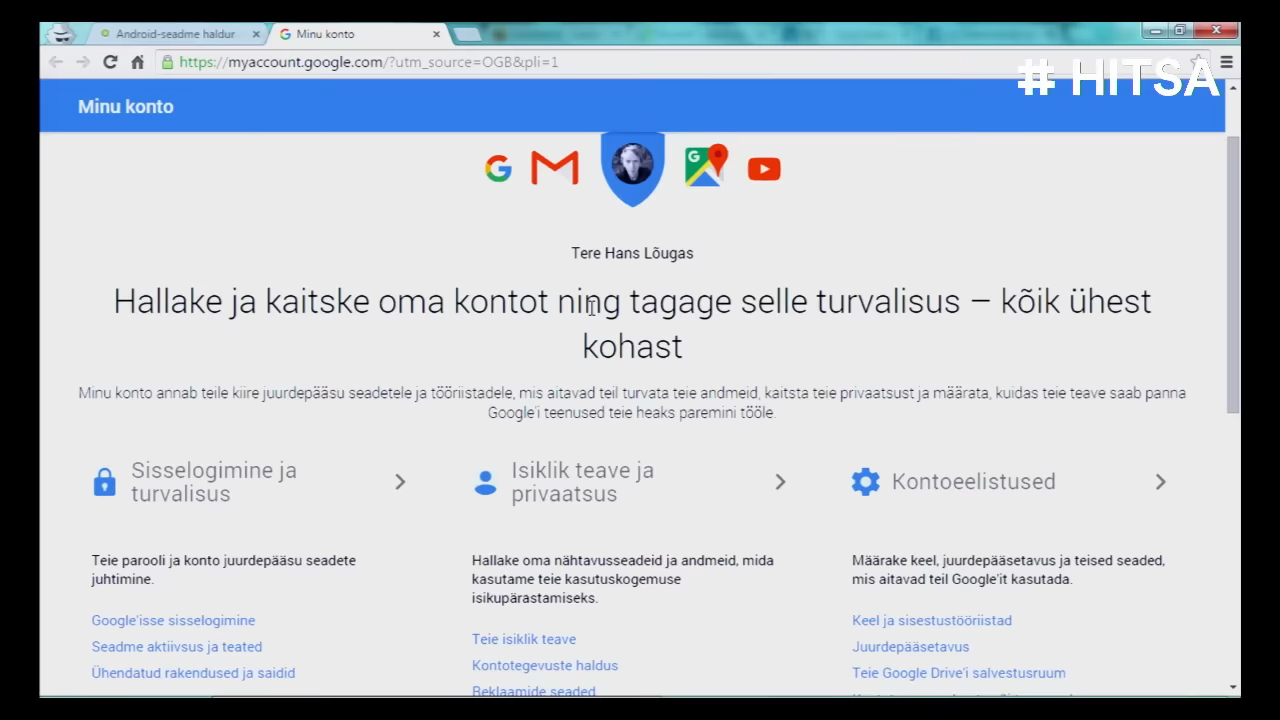 Android-seadme haldur
Minu konto
https://myaccount.google.com/?utm_source=OGB&pli=1
# HITSA
Minu konto
Tere Hans Lõugas
Hallake ja kaitske oma kontot ning tagage selle turvalisus – kõik ühest
kohast
Minu konto annab teile kiire juurdepääsu seadetele ja tööriistadele, mis aitavad teil turvata teie andmeid, kaitsta teie privaatsust ja määrata, kuidas teie teave saab panna
Google'i teenused teie heaks paremini tööle.
Sisselogimine ja
turvalisus
Teie parooli ja konto juurdepääsu seadete
juhtimine.
Google'isse sisselogimine
Seadme aktiivsus ja teated
Ühendatud rakendused ja saidid
Isiklik teave ja
privaatsus
Hallake oma nähtavusseadeid ja andmeid, mida
kasutame teie kasutuskogemuse
isikupärastamiseks.
Teie isiklik teave
Kontotegevuste haldus
Reklaamide seaded
Kontoeelistused
Määrake keel, juurdepääsetavus ja teised seaded,
mis aitavad teil Google'it kasutada.
Keel ja sisestustööriistad
Juurdepääsetavus
Teie Google Drive'i salvestusruum